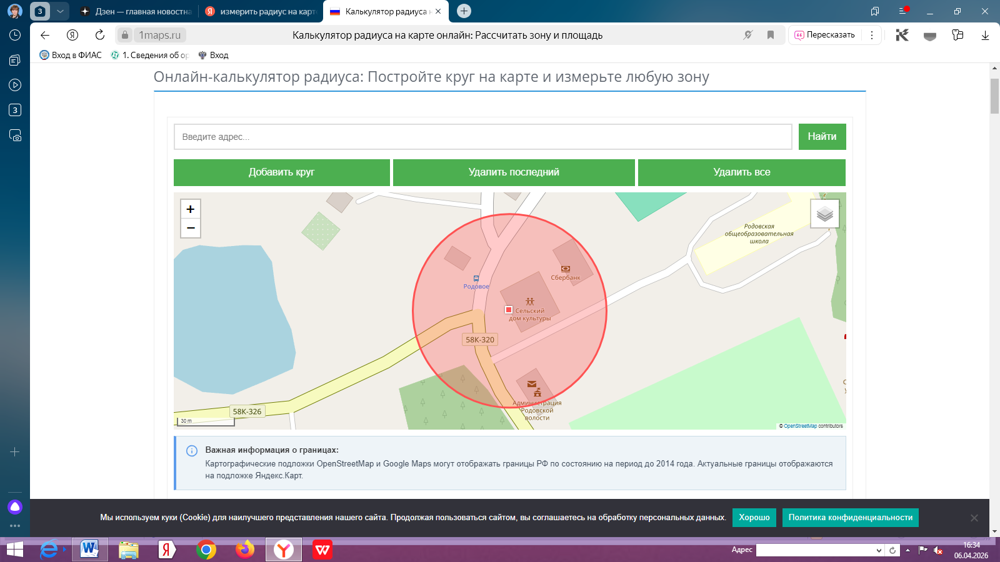 3
Дзен — главная новостна
Я измерить радиус на карт
Калькулятор радиуса н
1maps.ru
Калькулятор радиуса на карте онлайн: Рассчитать зону и площадь
Пересказать
Вход в ФИАС
1. Сведения об ор
Вход
3
Онлайн-калькулятор радиуса: Постройте круг на карте и измерьте любую зону
Введите адрес...
Найти
Добавить круг
Удалить последний
Удалить все
+
−
Родовская
общеобразовательная
школа
Сбербанк
Родовое
Сельский
дом культуры
58К-320
Администрация
Родовской
волости
58К-326
30 m
© OpenStreetMap contributors
Важная информация о границах:
Картографические подложки OpenStreetMap и Google Maps могут отображать границы РФ по состоянию на период до 2014 года. Актуальные границы отображаются
на подложке Яндекс.Карт.
Мы используем куки (Cookie) для наилучшего представления нашего сайта. Продолжая пользоваться сайтом, вы соглашаетесь на обработку персональных данных.
Хорошо
Политика конфиденциальности
Адрес
16:34
06.04.2026